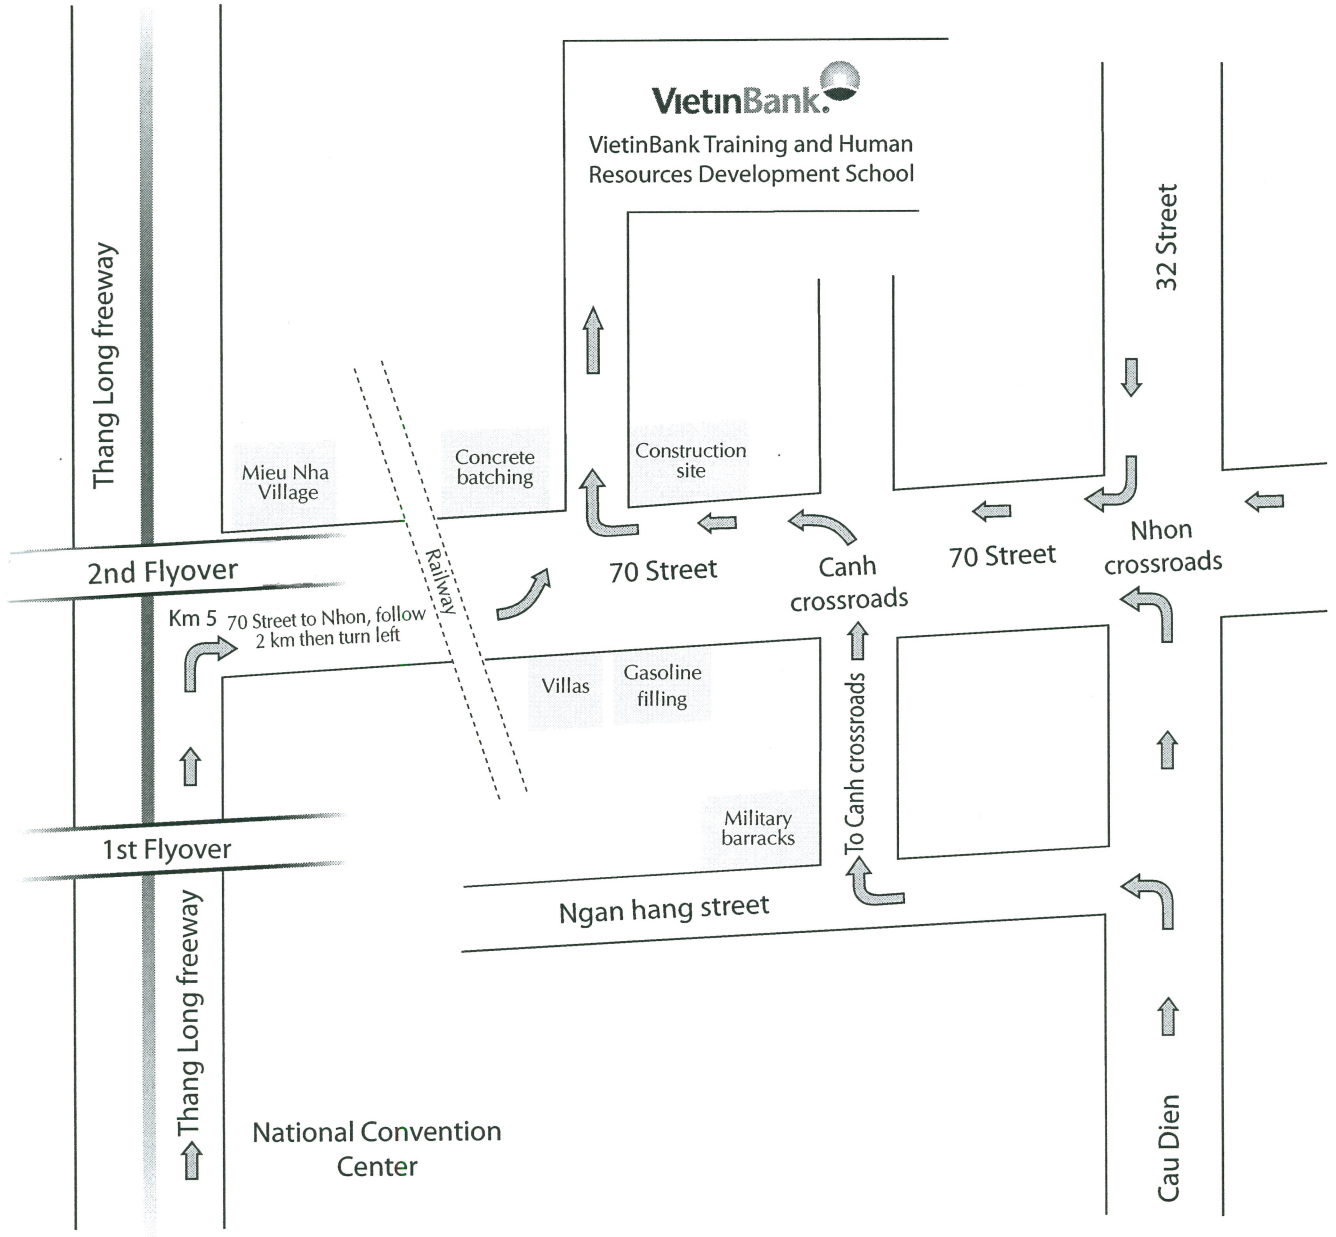 VietinBank.
VietinBank Training and Human
Resources Development School
32 Street
Thang Long freeway
Mieu Nha
Village
Concrete
batching
Construction
site
Railway
2nd Flyover
70 Street
Canh
crossroads
70 Street
Nhon
crossroads
Km 5
70 Street to Nhon, follow
2 km then turn left
Villas
Gasoline
filling
To Canh crossroads
Military
barracks
1st Flyover
Ngan hang street
Thang Long freeway
National Convention
Center
Cau Dien